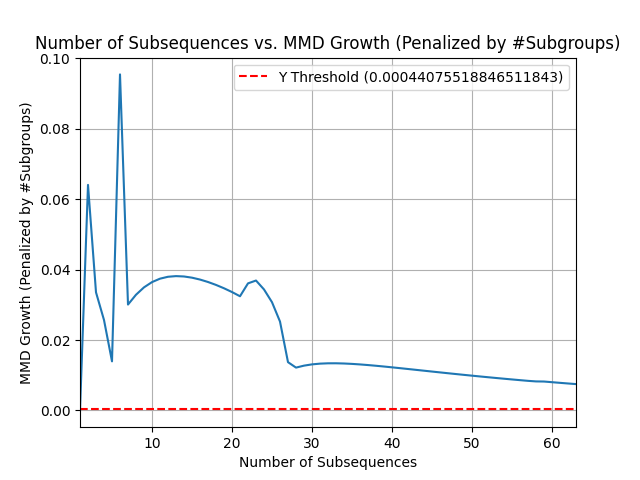 Number of Subsequences vs. MMD Growth (Penalized by #Subgroups)
Y Threshold (0.00044075518846511843)
MMD Growth (Penalized by #Subgroups)
0.10
0.08
0.06
0.04
0.02
0.00
10 20 30 40 50 60
Number of Subsequences